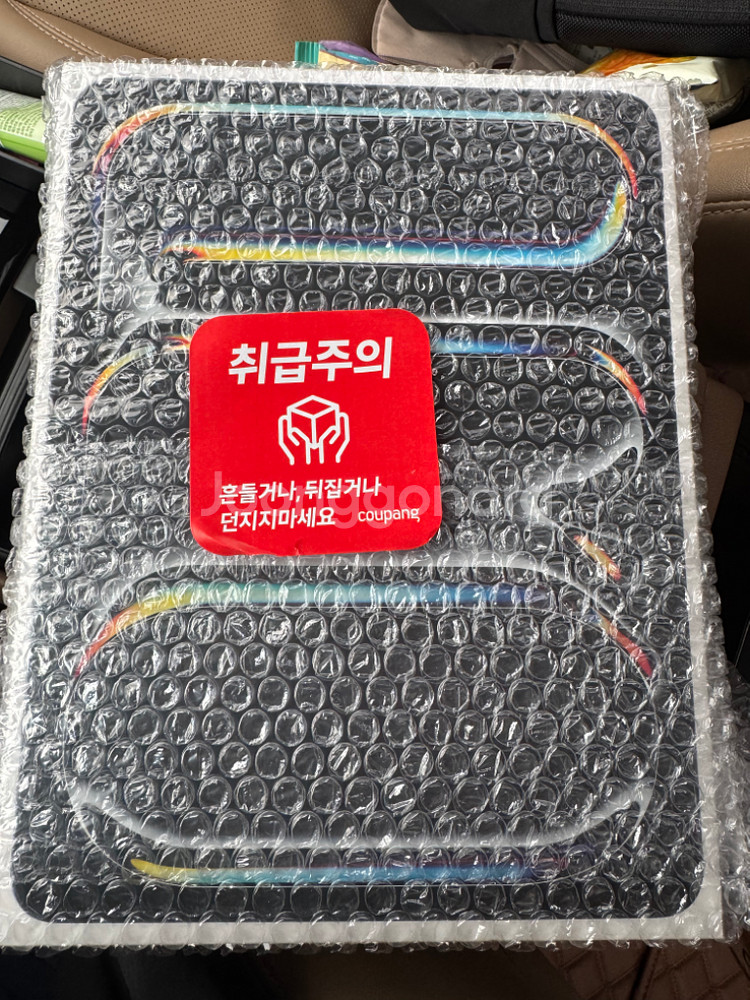 취급주의
흔들거나, 뒤집거나
던지지마세요 coupang
Joonggonara